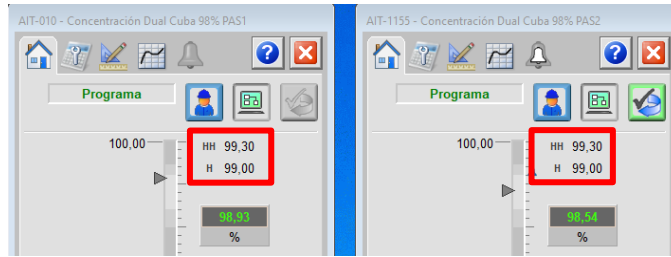 AIT-010 - Concentración Dual Cuba 98% PAS1
?
Programa
100,00
HH 99,30
H 99,00
98,93
%
AIT-1155 - Concentración Dual Cuba 98% PAS2
?
Programa
100,00
HH 99,30
H 99,00
98,54
%